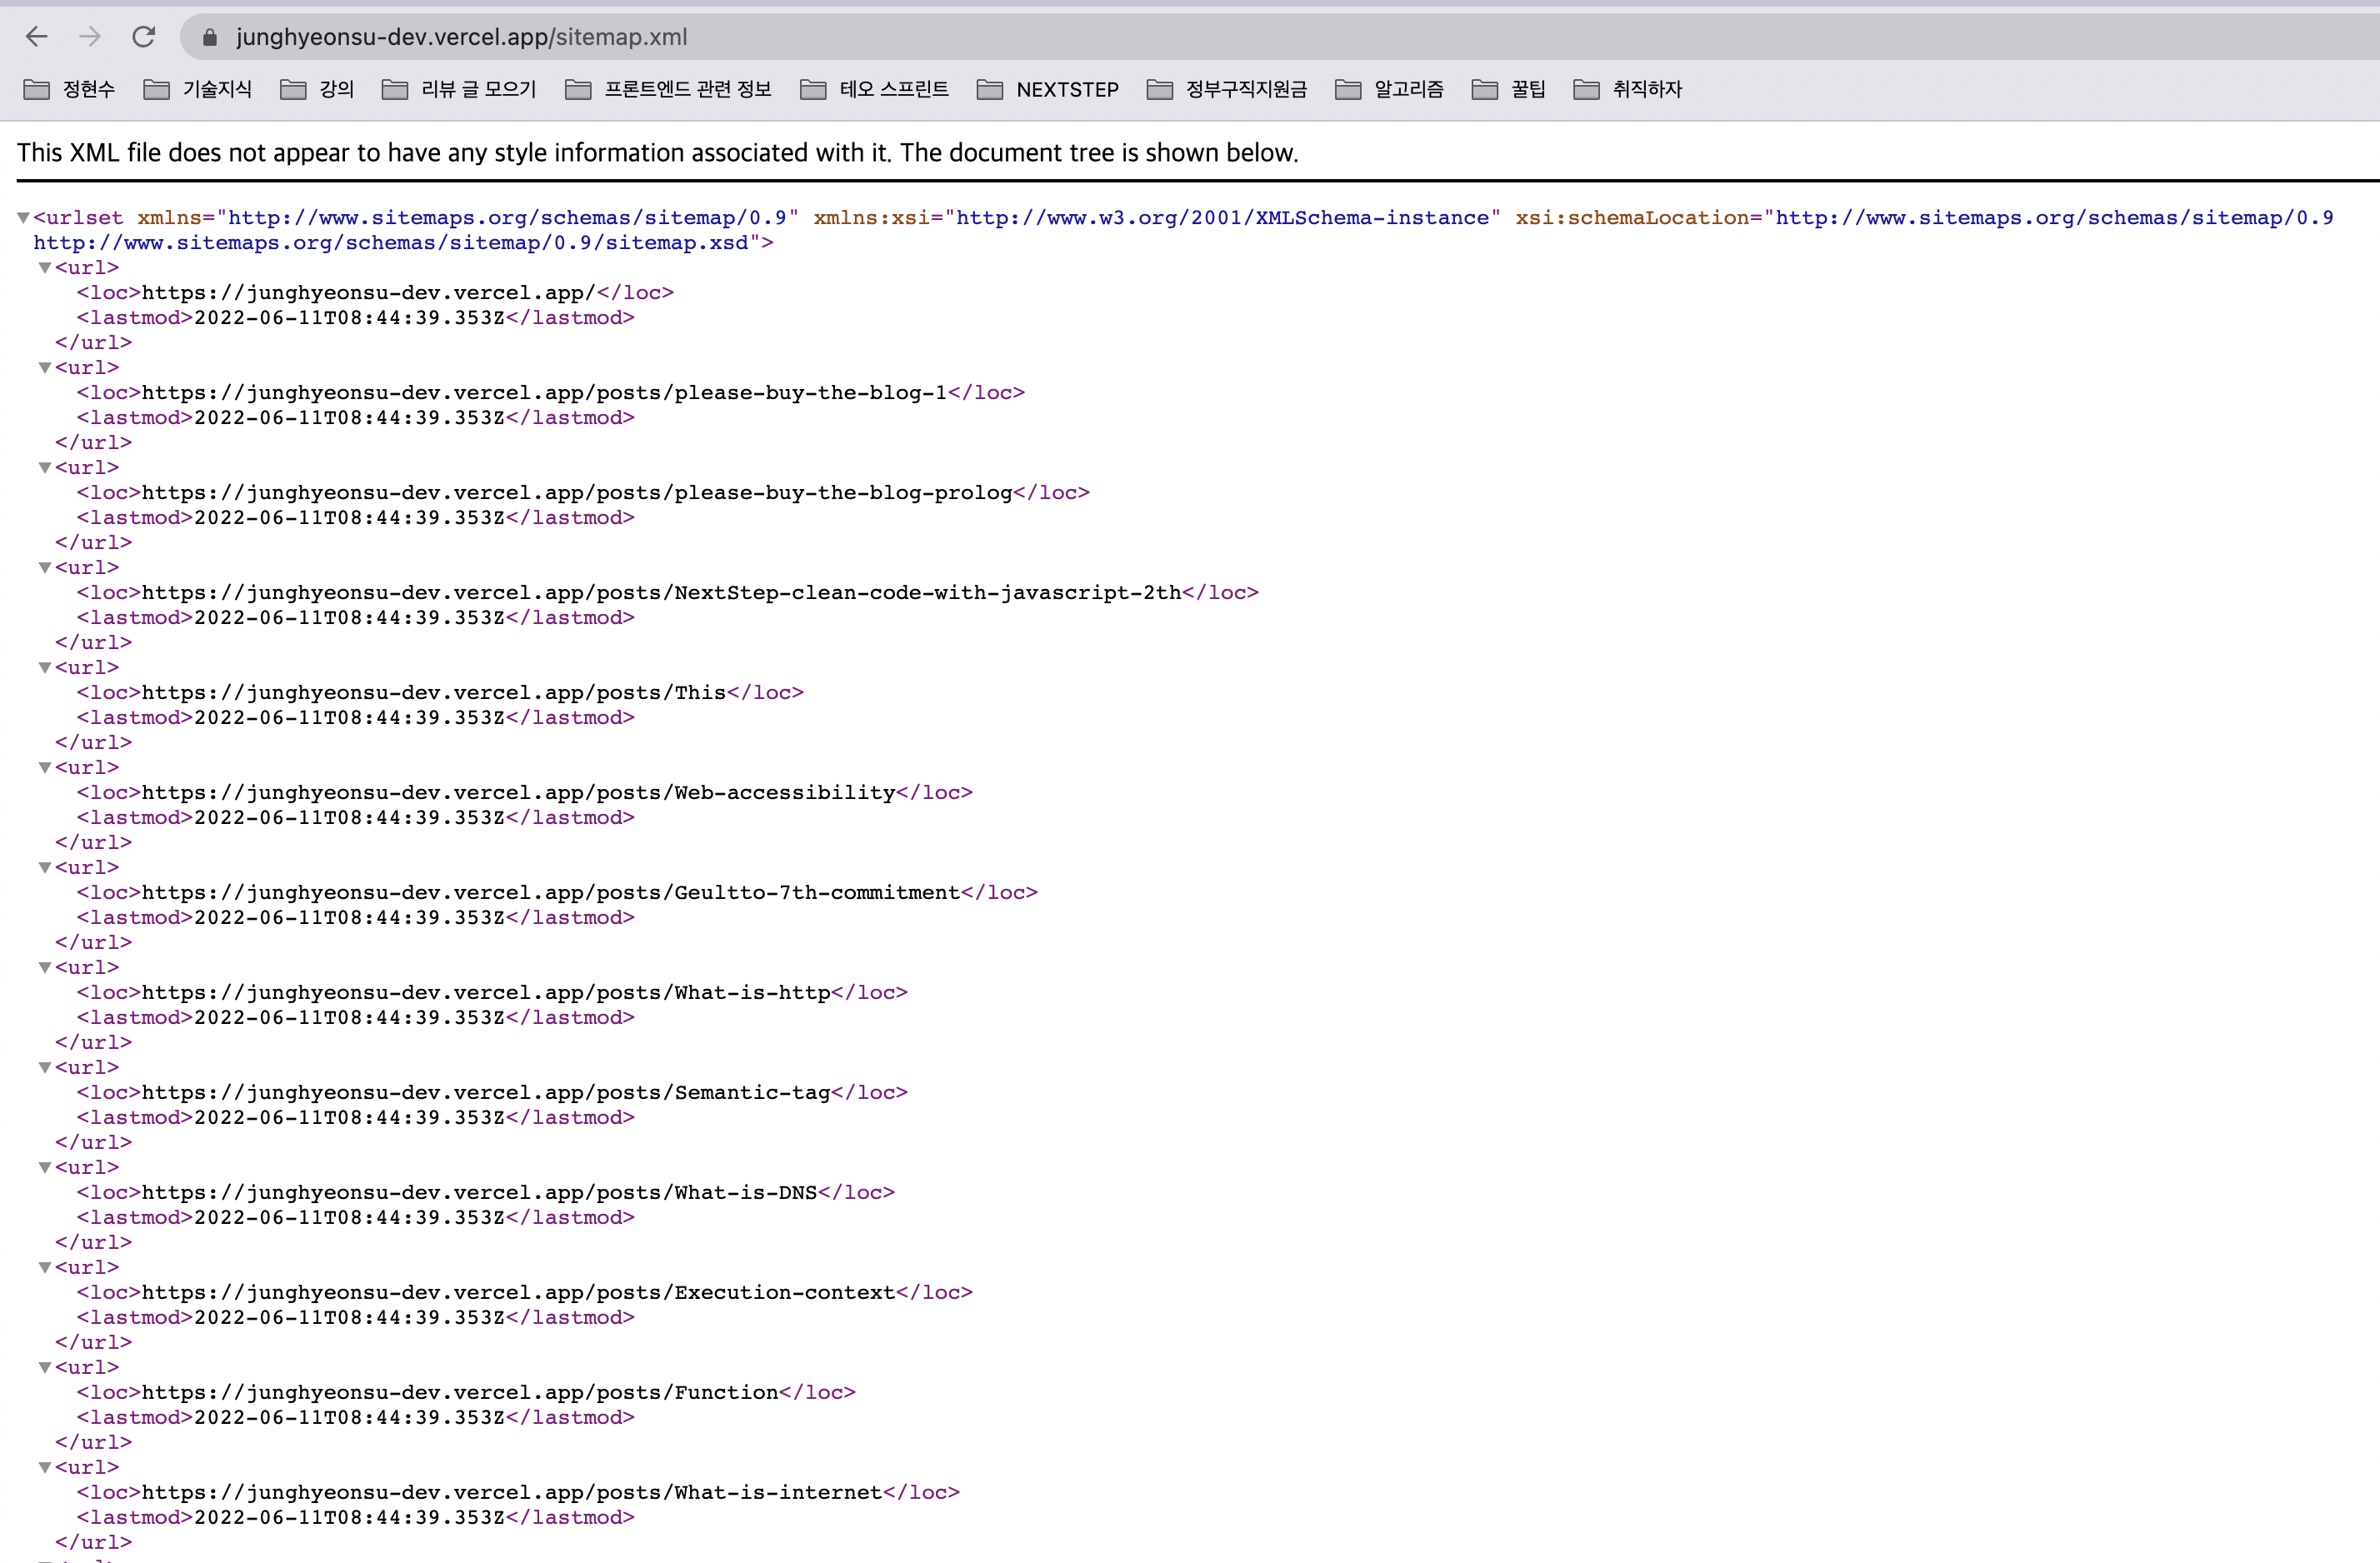 junghyeonsu-dev.vercel.app/sitemap.xml
정현수 기술지식 강의 리뷰 글 모으기 프론트엔드 관련 정보 테오 스프린트 NEXTSTEP 정부구직지원금 알고리즘 꿀팁 취직하자
This XML file does not appear to have any style information associated with it. The document tree is shown below.
<urlset xmlns="http://www.sitemaps.org/schemas/sitemap/0.9" xmlns:xsi="http://www.w3.org/2001/XMLSchema-instance" xsi:schemaLocation="http://www.sitemaps.org/schemas/sitemap/0.9
http://www.sitemaps.org/schemas/sitemap/0.9/sitemap.xsd">
<url>
<loc>https://junghyeonsu-dev.vercel.app/</loc>
<lastmod>2022-06-11T08:44:39.353Z</lastmod>
</url>
<url>
<loc>https://junghyeonsu-dev.vercel.app/posts/please-buy-the-blog-1</loc>
<lastmod>2022-06-11T08:44:39.353Z</lastmod>
</url>
<url>
<loc>https://junghyeonsu-dev.vercel.app/posts/please-buy-the-blog-prolog</loc>
<lastmod>2022-06-11T08:44:39.353Z</lastmod>
</url>
<url>
<loc>https://junghyeonsu-dev.vercel.app/posts/NextStep-clean-code-with-javascript-2th</loc>
<lastmod>2022-06-11T08:44:39.353Z</lastmod>
</url>
<url>
<loc>https://junghyeonsu-dev.vercel.app/posts/This</loc>
<lastmod>2022-06-11T08:44:39.353Z</lastmod>
</url>
<url>
<loc>https://junghyeonsu-dev.vercel.app/posts/Web-accessibility</loc>
<lastmod>2022-06-11T08:44:39.353Z</lastmod>
</url>
<url>
<loc>https://junghyeonsu-dev.vercel.app/posts/Geultto-7th-commitment</loc>
<lastmod>2022-06-11T08:44:39.353Z</lastmod>
</url>
<url>
<loc>https://junghyeonsu-dev.vercel.app/posts/What-is-http</loc>
<lastmod>2022-06-11T08:44:39.353Z</lastmod>
</url>
<url>
<loc>https://junghyeonsu-dev.vercel.app/posts/Semantic-tag</loc>
<lastmod>2022-06-11T08:44:39.353Z</lastmod>
</url>
<url>
<loc>https://junghyeonsu-dev.vercel.app/posts/What-is-DNS</loc>
<lastmod>2022-06-11T08:44:39.353Z</lastmod>
</url>
<url>
<loc>https://junghyeonsu-dev.vercel.app/posts/Execution-context</loc>
<lastmod>2022-06-11T08:44:39.353Z</lastmod>
</url>
<url>
<loc>https://junghyeonsu-dev.vercel.app/posts/Function</loc>
<lastmod>2022-06-11T08:44:39.353Z</lastmod>
</url>
<url>
<loc>https://junghyeonsu-dev.vercel.app/posts/What-is-internet</loc>
<lastmod>2022-06-11T08:44:39.353Z</lastmod>
</url>